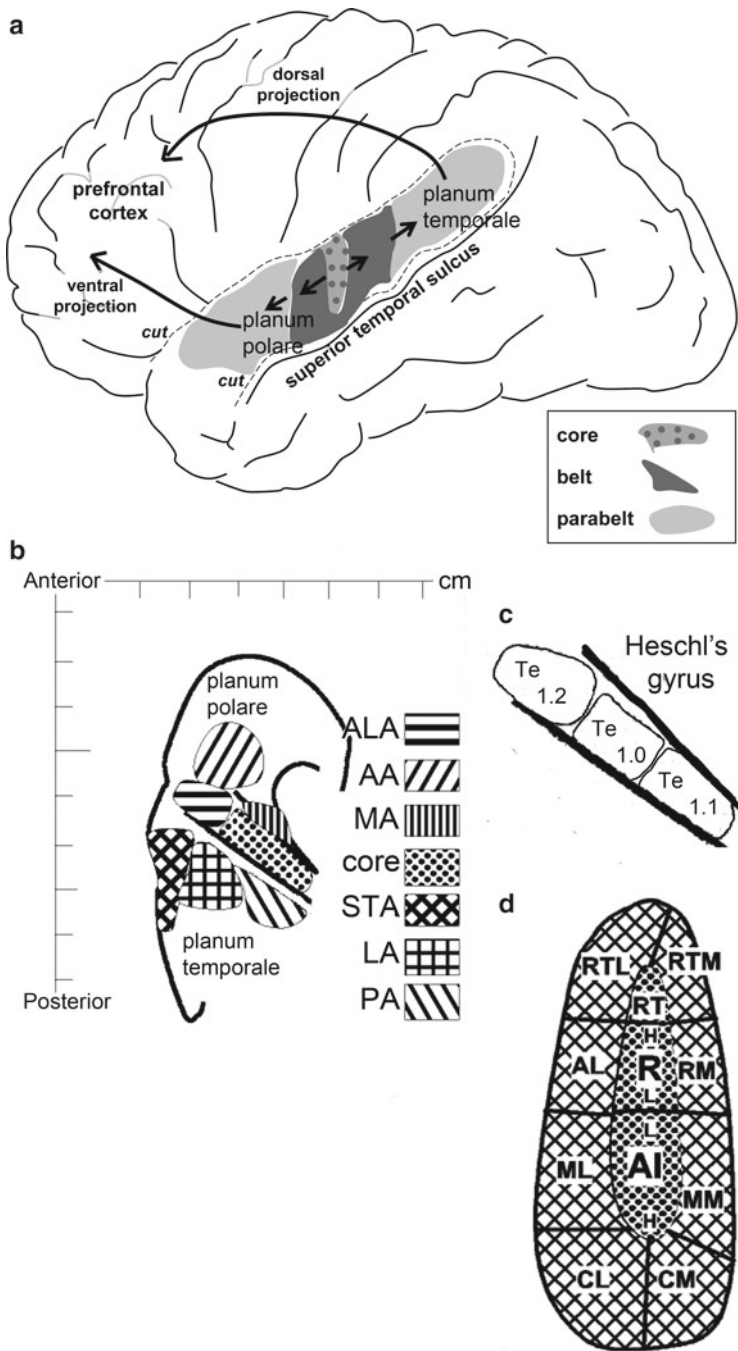 a
dorsal
projection
prefrontal
cortex
planum
temporale
ventral
projection
cut
planum
polare
cut
superior temporal sulcus
core
belt
parabelt
b
Anterior
cm
planum
polare
ALA
AA
MA
core
STA
LA
PA
planum
temporale
Posterior
c
Heschl's
gyrus
Te
1.2
Te
1.0
Te
1.1
d
RTL
RTM
RT
H
AL
R
RM
L
L
ML
AI
MM
H
CL
CM